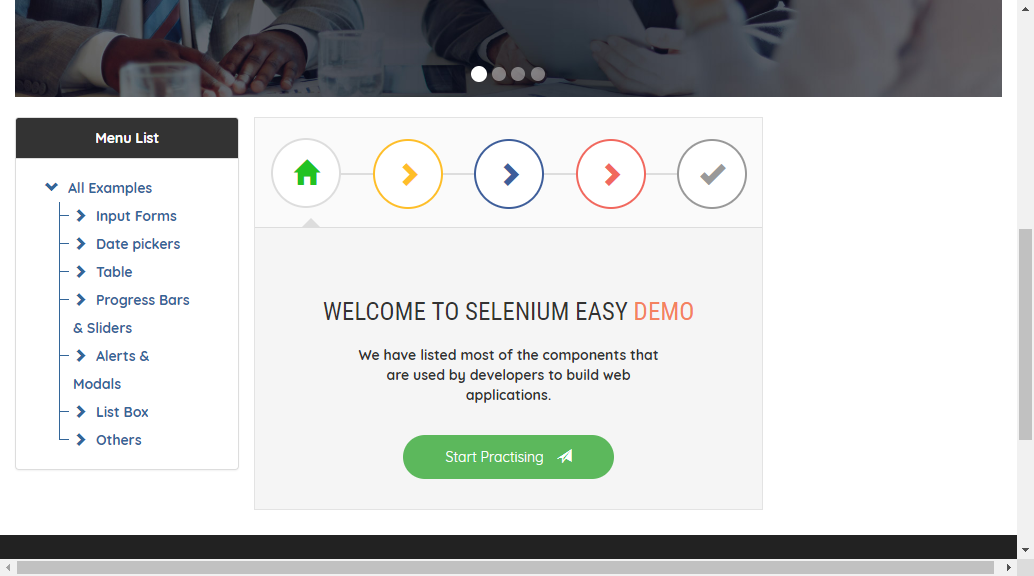 Menu List
All Examples
Input Forms
Date pickers
Table
Progress Bars
& Sliders
Alerts &
Modals
List Box
Others
WELCOME TO SELENIUM EASY DEMO
We have listed most of the components that
are used by developers to build web
applications.
Start Practising